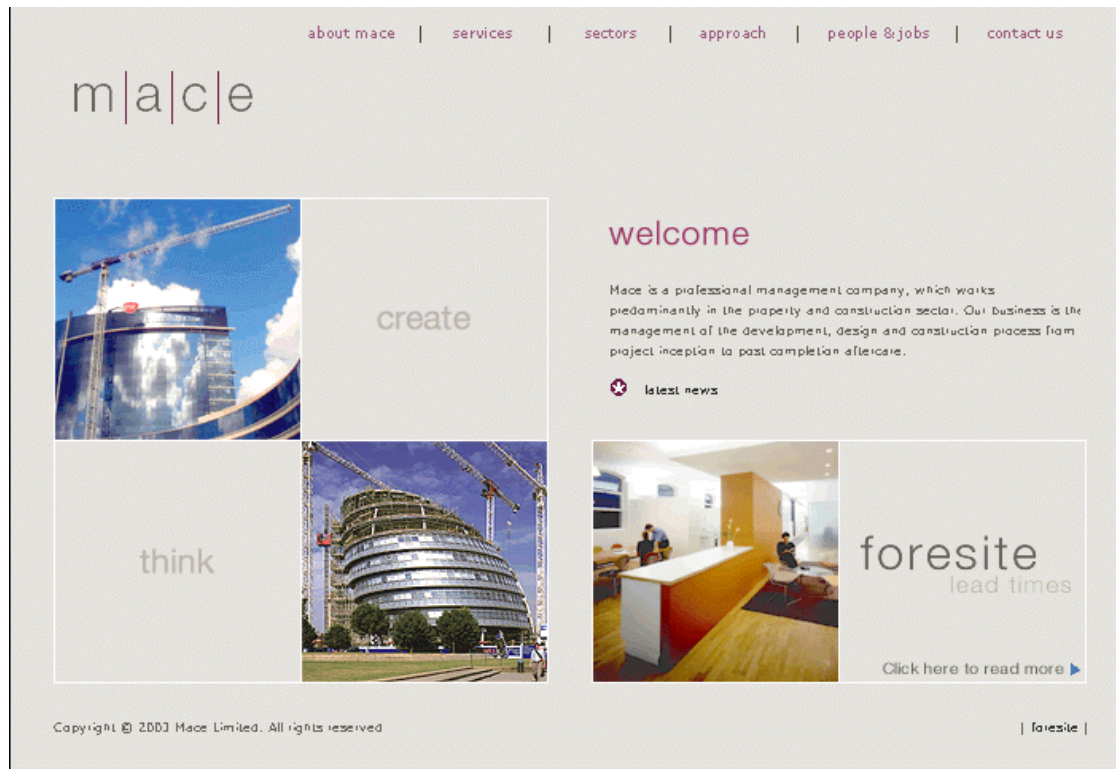 about mace | services | sectors | approach | people & jobs | contact us
m|a|c|e
create
welcome
Mace is a professional management company, which works
predominantly in the property and construction sector. Our business is the
management of the development, design and construction process from
project inception to post completion aftercare.
latest news
think
foresite
lead times
Click here to read more
Copyright © 2003 Mace Limited. All rights reserved
| foresite |